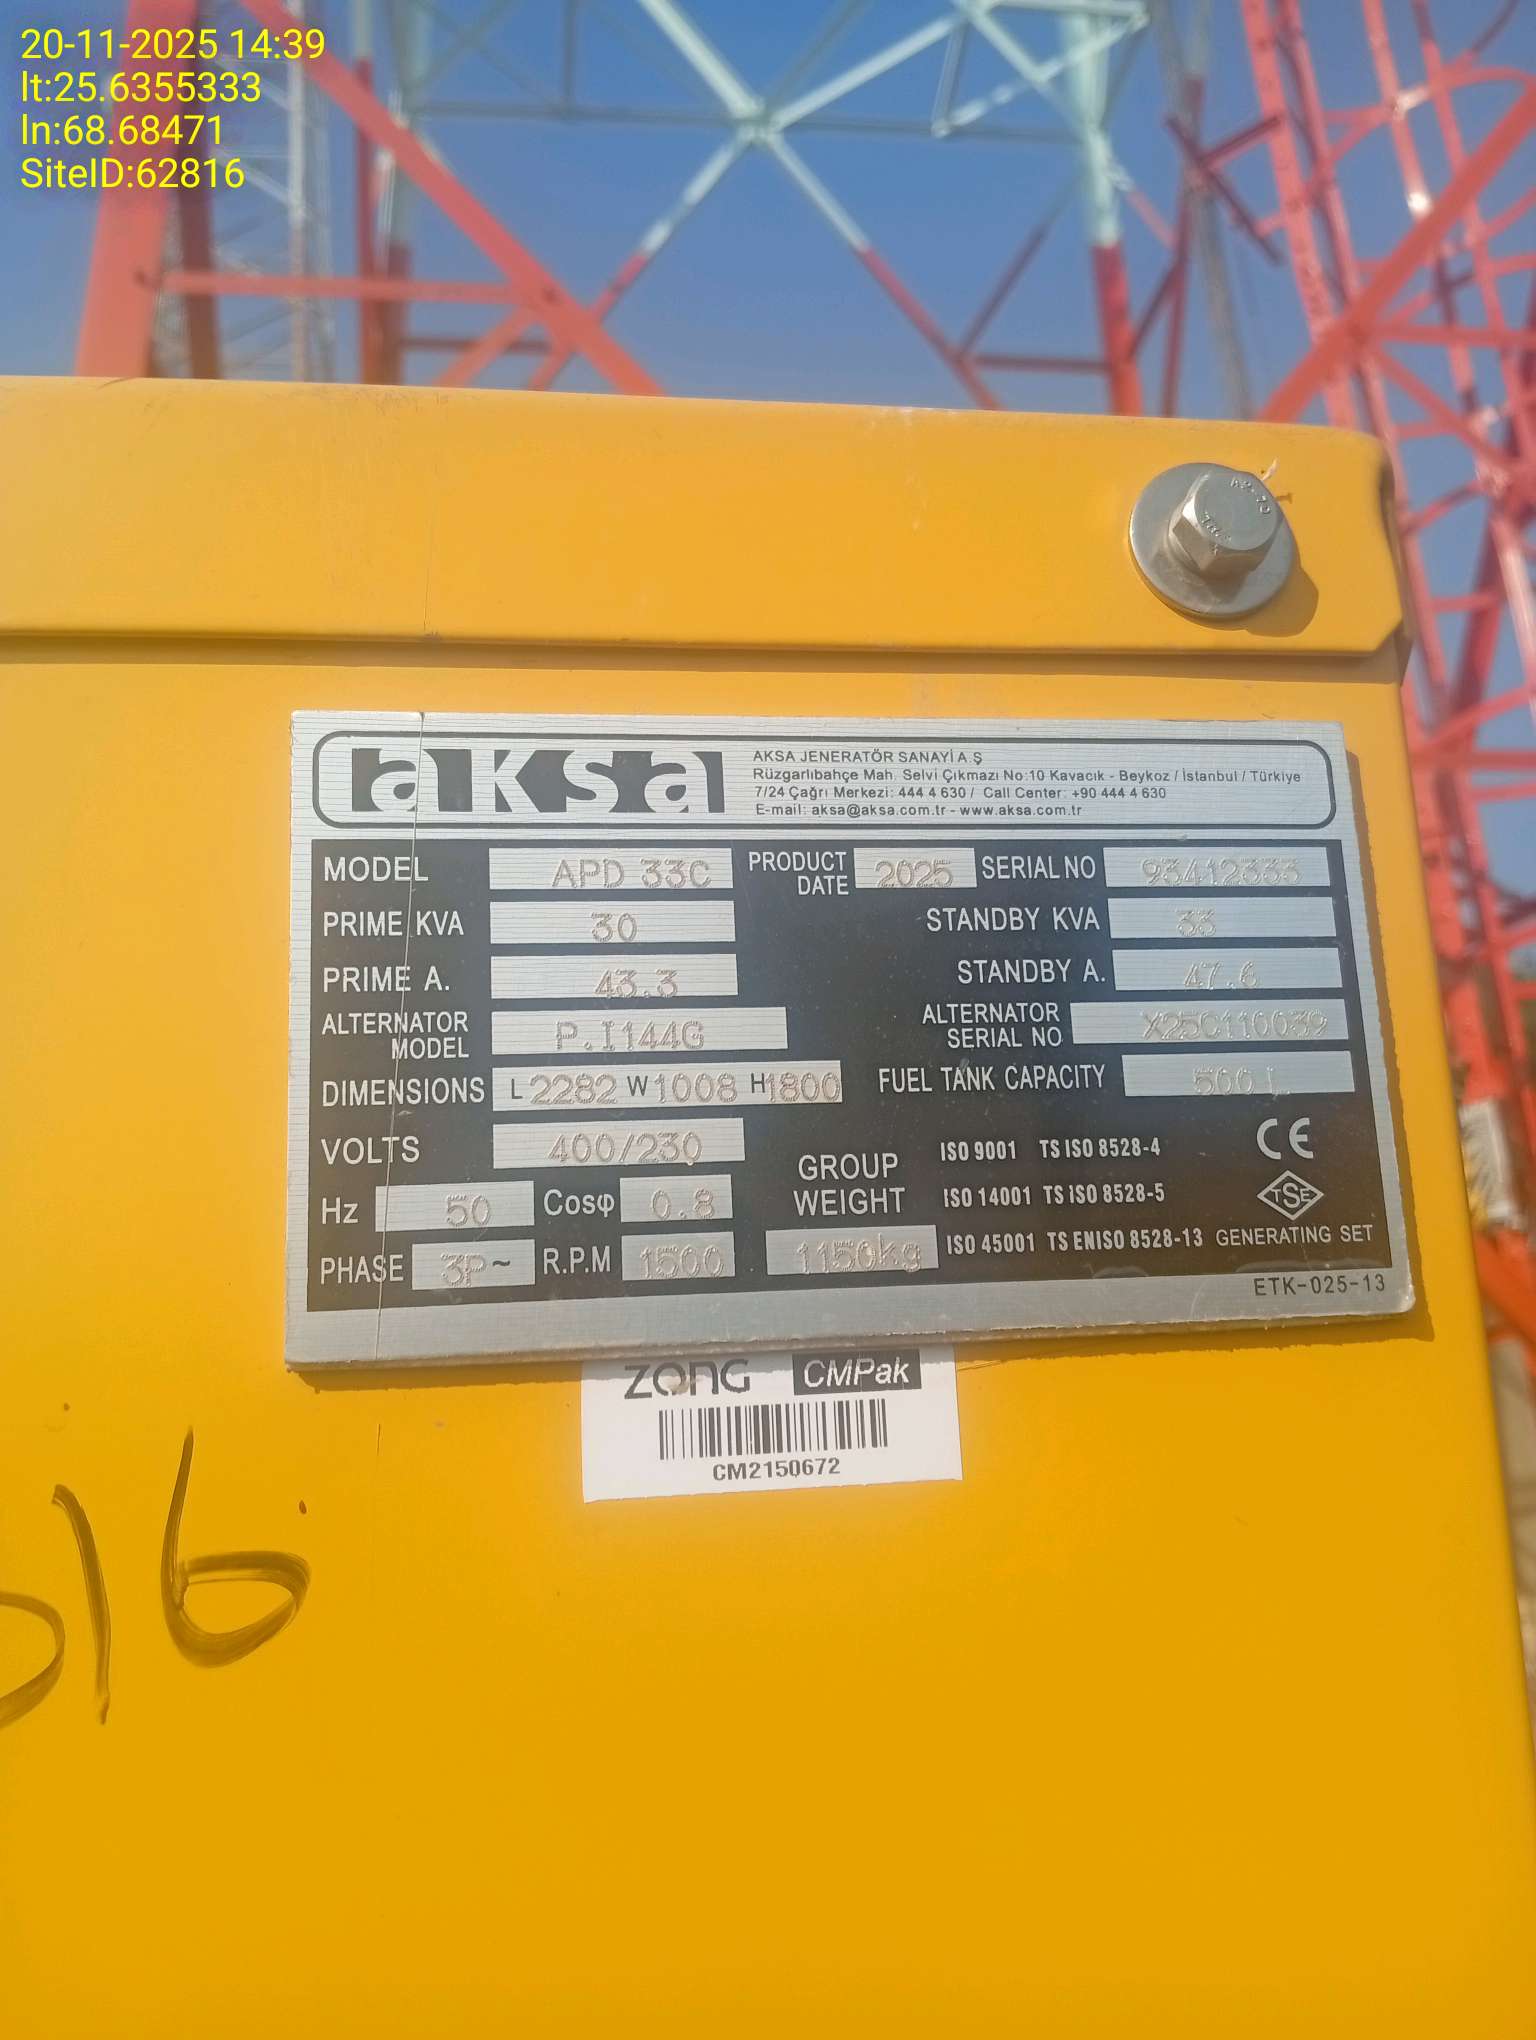 20-11-2025 14:39
lt:25.6355333
ln:68.68471
SiteID:62816
aksa
AKSA JENERATÖR SANAYİ A.Ş
Rüzgarlıbahçe Mah. Selvi Çıkmazı No:10 Kavacık - Beykoz / İstanbul / Türkiye
7/24 Çağrı Merkezi: 444 4 630 / Call Center: +90 444 4 630
E-mail: aksa@aksa.com.tr - www.aksa.com.tr
MODEL APD 33C PRODUCT DATE 2025 SERIAL NO 93412333
PRIME KVA 30 STANDBY KVA 33
PRIME A. 43.3 STANDBY A. 47.6
ALTERNATOR MODEL P.I144G ALTERNATOR SERIAL NO X25C110039
DIMENSIONS L 2282 W 1008 H 1800 FUEL TANK CAPACITY 500 L
VOLTS 400/230
Hz 50 Cosφ 0.8
PHASE 3P~ R.P.M 1500
GROUP WEIGHT 1150kg
ISO 9001 TS ISO 8528-4 CE
ISO 14001 TS ISO 8528-5 TSE
ISO 45001 TS EN ISO 8528-13 GENERATING SET
ETK-025-13
zong CMPak
CM2150672
16